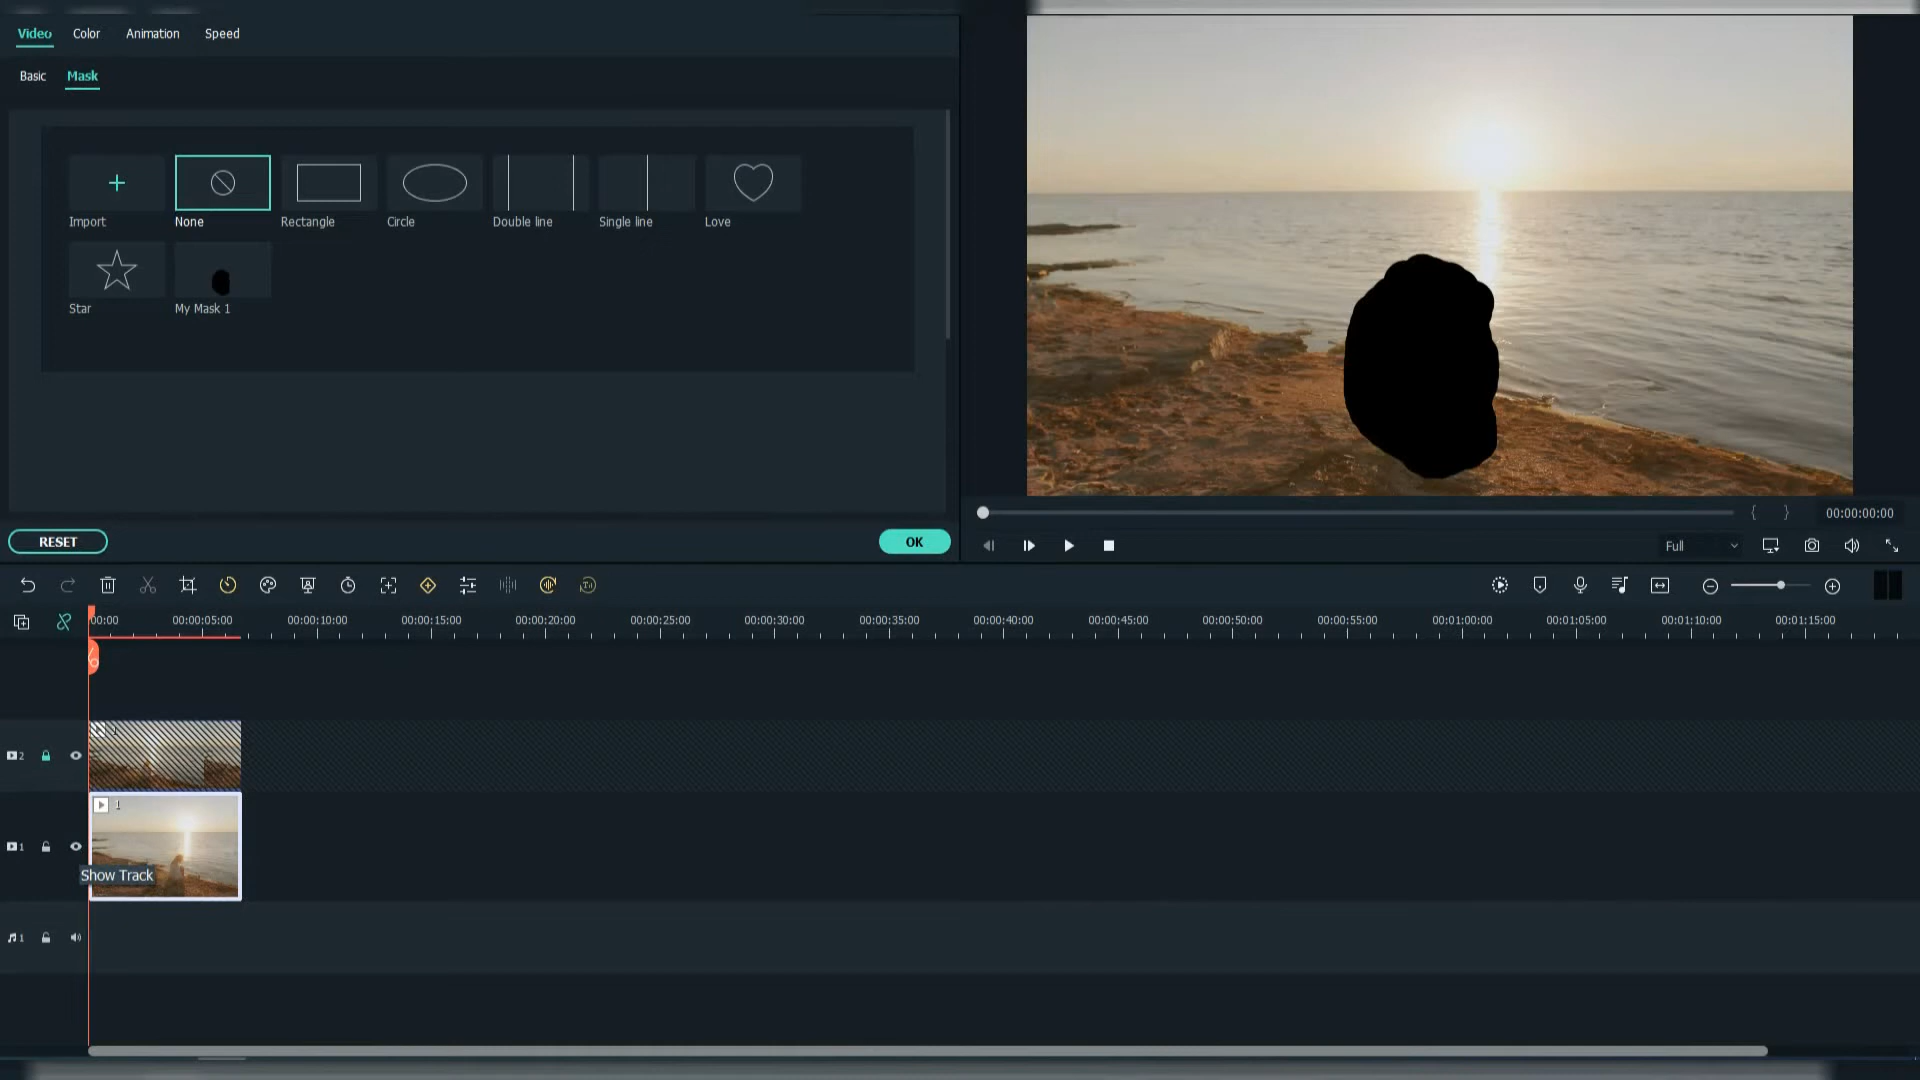 Video Color Animation Speed
Basic Mask
Import None Rectangle Circle Double line Single line Love
Star My Mask 1
RESET OK
{ } 00:00:00:00
Full
00:00 00:00:05:00 00:00:10:00 00:00:15:00 00:00:20:00 00:00:25:00 00:00:30:00 00:00:35:00 00:00:40:00 00:00:45:00 00:00:50:00 00:00:55:00 00:01:00:00 00:01:05:00 00:01:10:00 00:01:15:00
2
1
1
Show Track
1